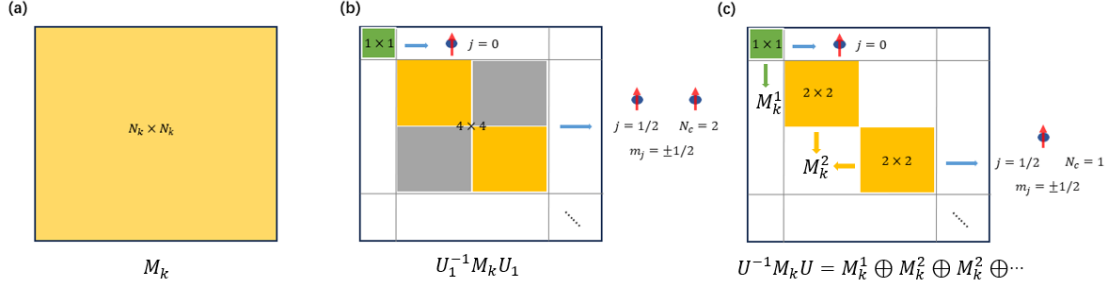 (a)
N_k × N_k
M_k
(b)
1 × 1
j = 0
4 × 4
j = 1/2 N_c = 2
m_j = ±1/2
U_1^{-1} M_k U_1
(c)
1 × 1
j = 0
M_k^1
2 × 2
M_k^2
2 × 2
j = 1/2 N_c = 1
m_j = ±1/2
U^{-1} M_k U = M_k^1 ⊕ M_k^2 ⊕ M_k^2 ⊕ ⋯